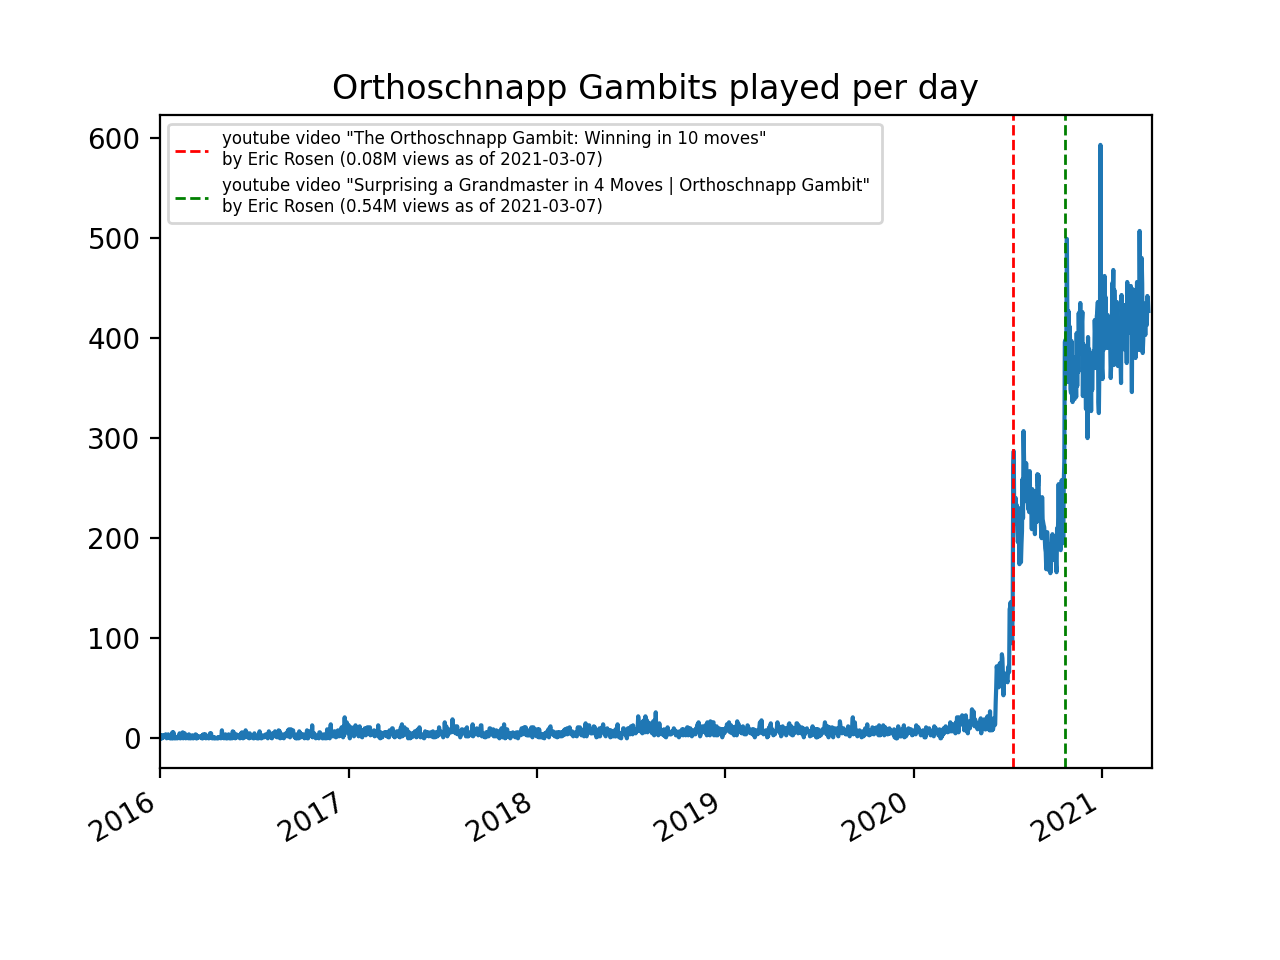 Orthoschnapp Gambits played per day
youtube video "The Orthoschnapp Gambit: Winning in 10 moves"
by Eric Rosen (0.08M views as of 2021-03-07)
youtube video "Surprising a Grandmaster in 4 Moves | Orthoschnapp Gambit"
by Eric Rosen (0.54M views as of 2021-03-07)
600
500
400
300
200
100
0
2016
2017
2018
2019
2020
2021